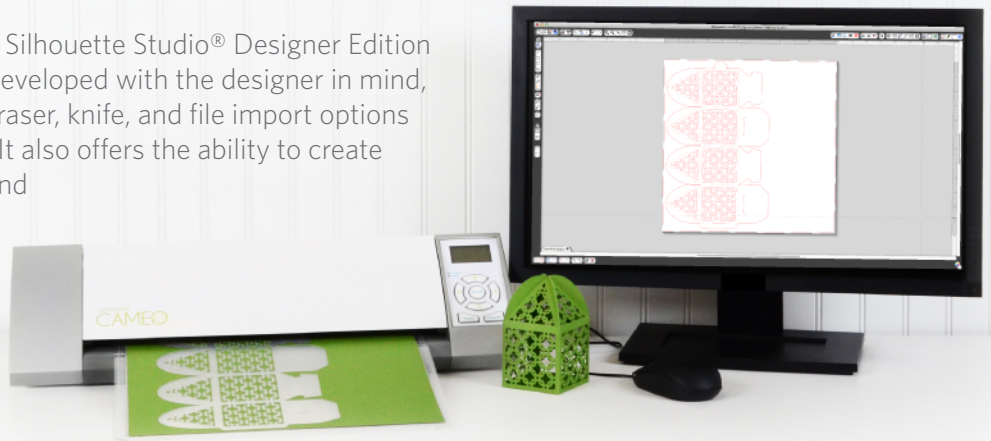 Silhouette Studio® Designer Edition
eveloped with the designer in mind,
raser, knife, and file import options
It also offers the ability to create
nd
CAMEO